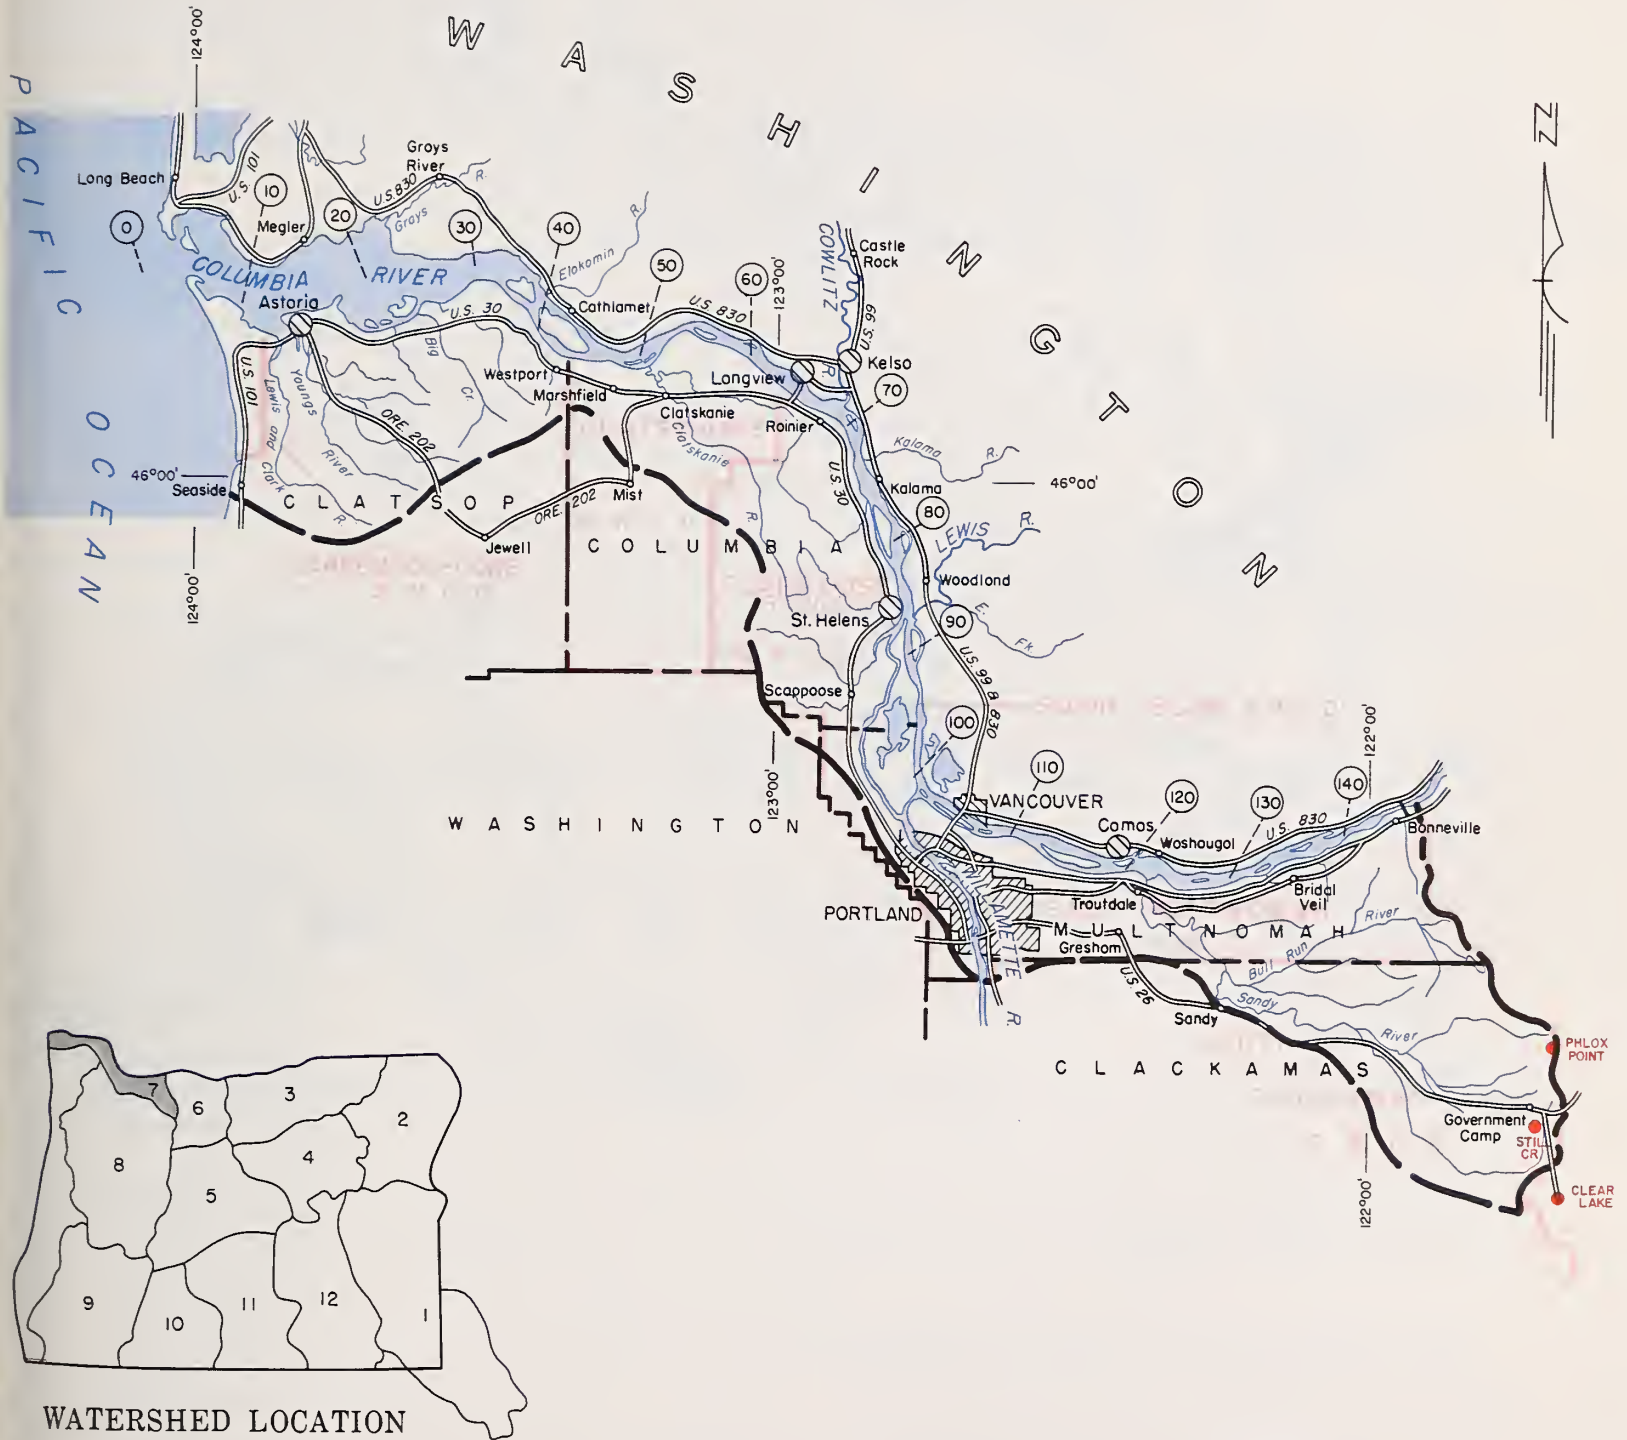 WASHINGTON
PACIFIC OCEAN
124°00'
Long Beach
U.S. 101
10
Megler
0
20
U.S. 830
Grays
River
R.
Grays
30
40
Elokomin
R.
50
60
123°00'
COWLITZ
R.
Castle
Rock
U.S. 99
COLUMBIA RIVER
Astoria
U.S. 30
Cathlamet
U.S. 830
Kelso
Longview
70
Westport
Marshfield
Clatskanie
Rainier
Big
Cr.
U.S. 101
Lewis and Clark
R.
Youngs
River
ORE. 202
Clatskanie
R.
Kalama
R.
46°00'
Seaside
CLATSOP
ORE. 202
Mist
U.S. 30
Kalama
46°00'
80
LEWIS R.
Jewell
COLUMBIA
Woodland
E.
Fk.
124°00'
St. Helens
90
U.S. 99 & 830
Scappoose
100
123°00'
122°00'
110
120
130
140
VANCOUVER
Camas
Washougal
U.S. 830
Bonneville
WASHINGTON
Troutdale
Bridal
Veil
PORTLAND
WILLAMETTE
R.
MULTNOMAH
Gresham
Bull Run
River
U.S. 26
Sandy
River
Sandy
CLACKAMAS
PHLOX
POINT
Government
Camp
STILL
CR.
CLEAR
LAKE
122°00'
7
6
3
2
8
4
5
9
10
11
12
1
WATERSHED LOCATION